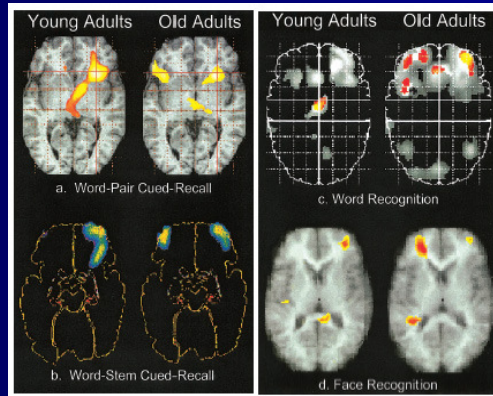 Young Adults Old Adults
a. Word-Pair Cued-Recall
b. Word-Stem Cued-Recall
Young Adults Old Adults
c. Word Recognition
d. Face Recognition